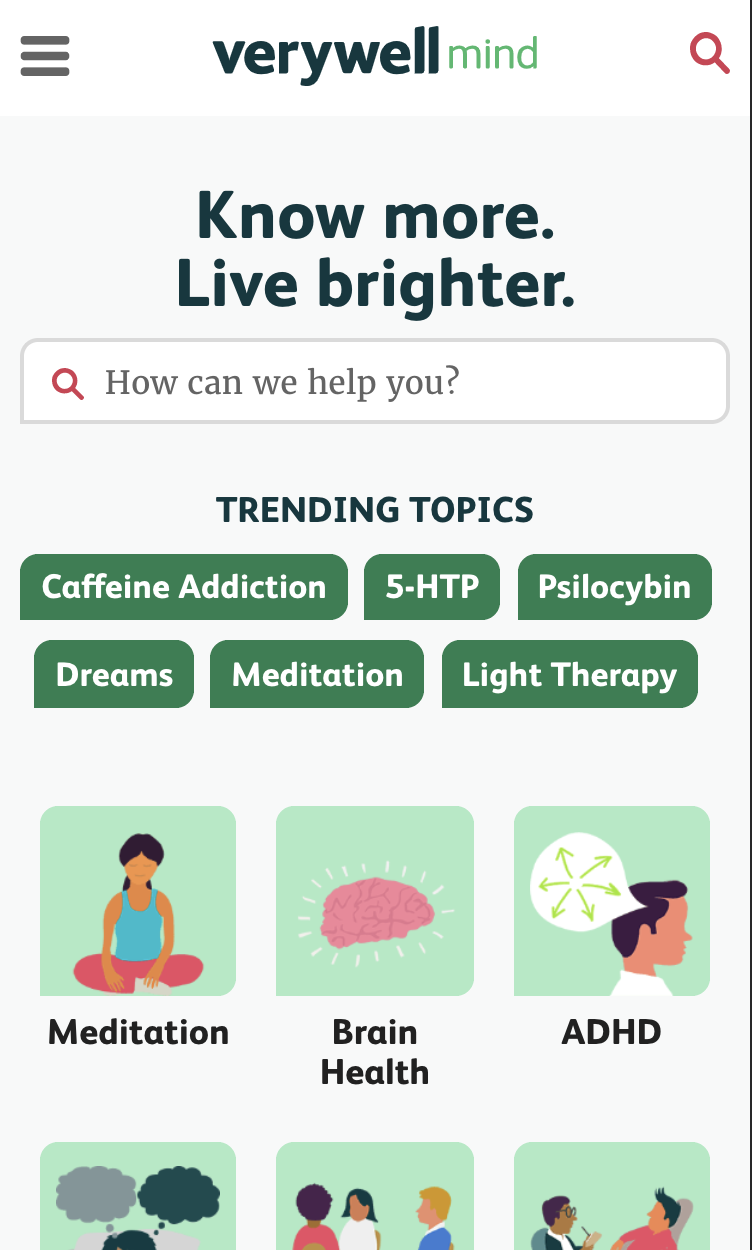 verywell mind
Know more.
Live brighter.
How can we help you?
TRENDING TOPICS
Caffeine Addiction
5-HTP
Psilocybin
Dreams
Meditation
Light Therapy
Meditation
Brain
Health
ADHD